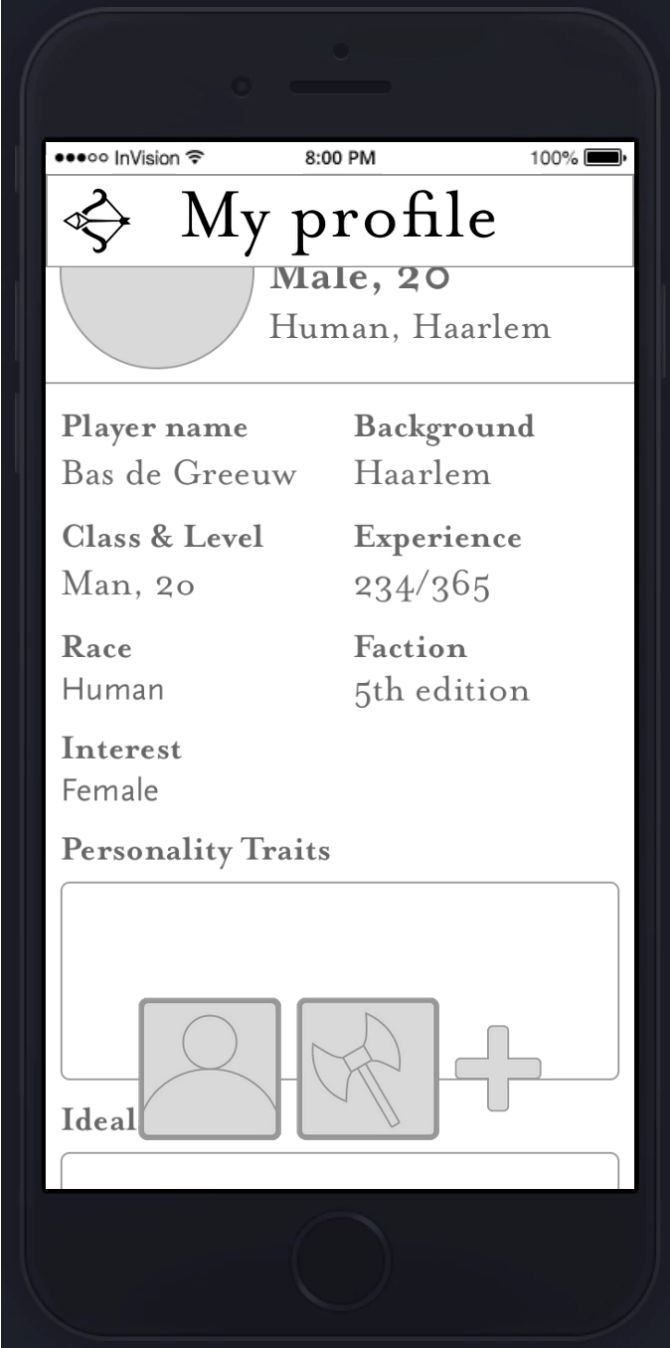 ●●●○○ InVision 8:00 PM 100%
My profile
Male, 20
Human, Haarlem
Player name Background
Bas de Greeuw Haarlem
Class & Level Experience
Man, 20 234/365
Race Faction
Human 5th edition
Interest
Female
Personality Traits
Ideal